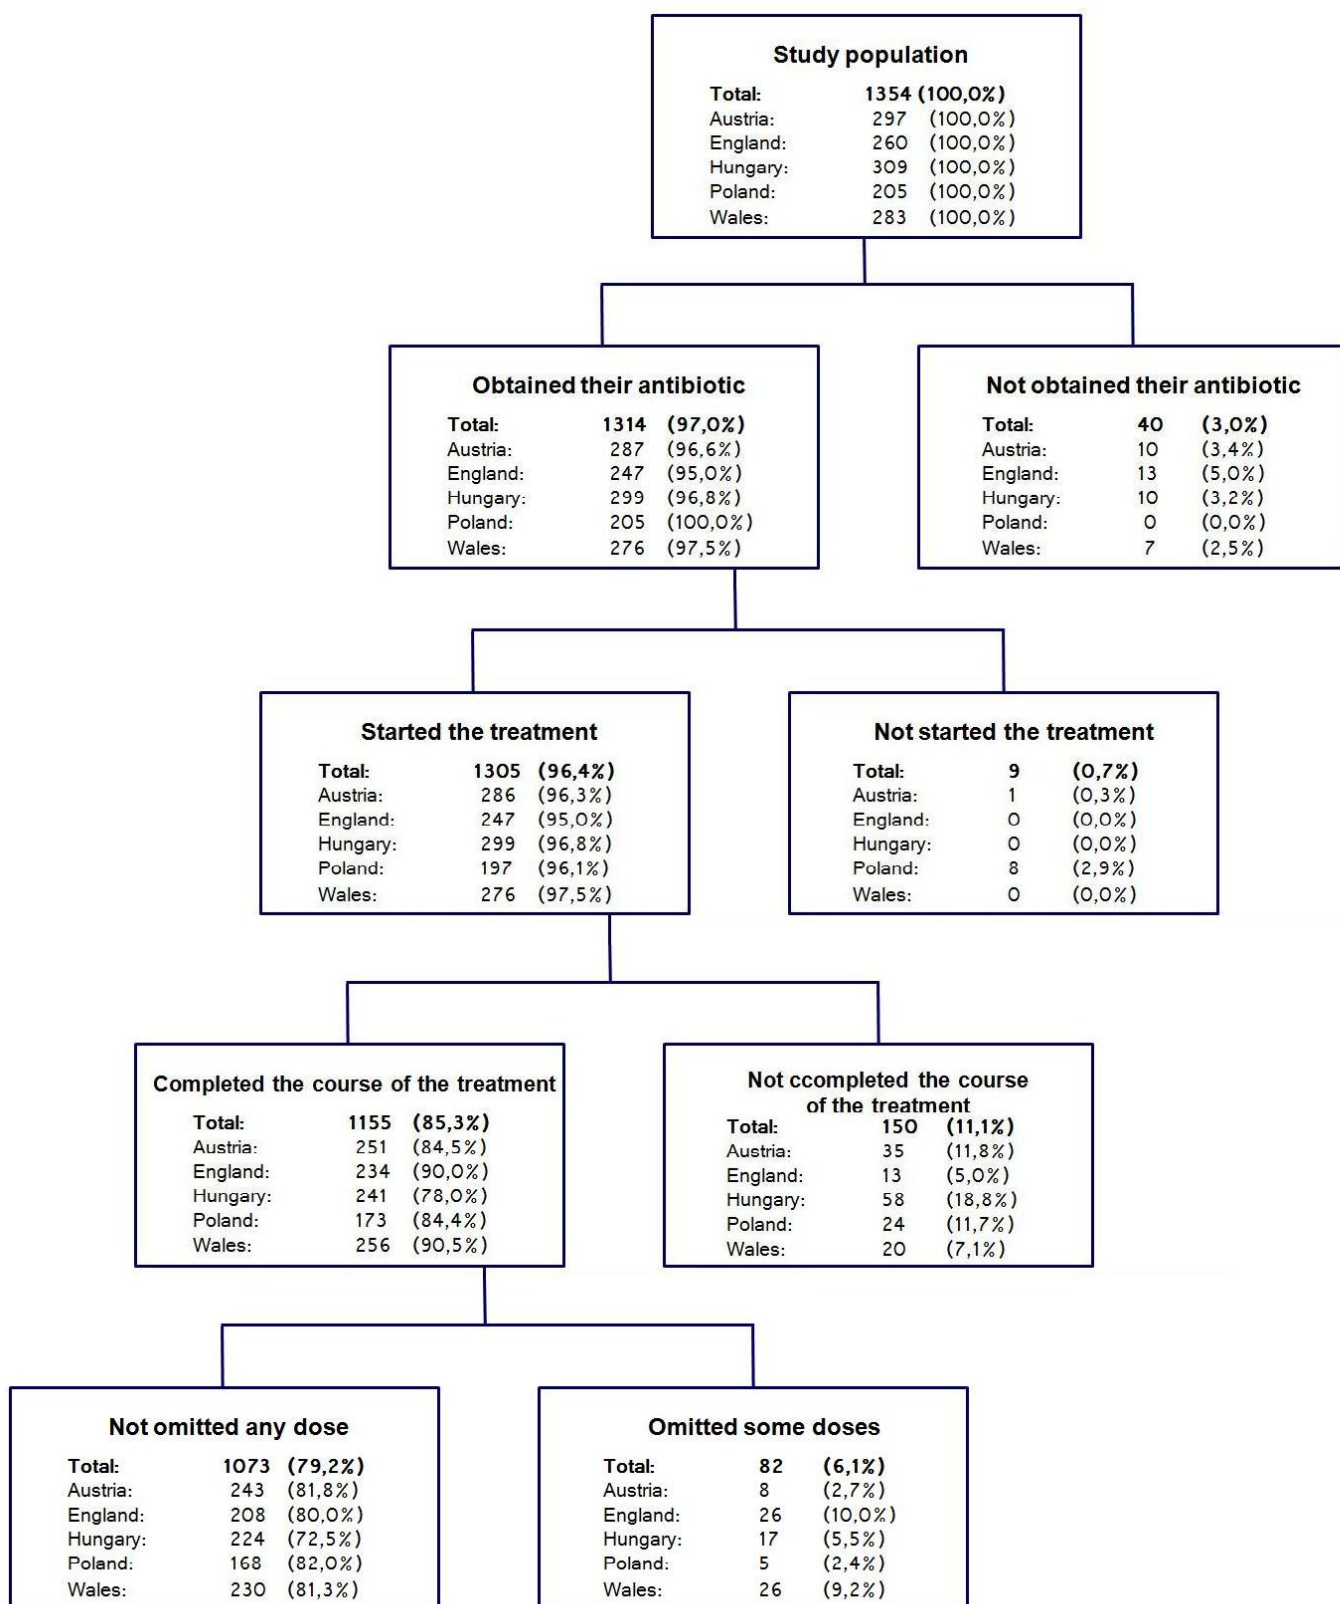 Study population
Total: 1354 (100,0%)
Austria: 297 (100,0%)
England: 260 (100,0%)
Hungary: 309 (100,0%)
Poland: 205 (100,0%)
Wales: 283 (100,0%)
Obtained their antibiotic
Total: 1314 (97,0%)
Austria: 287 (96,6%)
England: 247 (95,0%)
Hungary: 299 (96,8%)
Poland: 205 (100,0%)
Wales: 276 (97,5%)
Not obtained their antibiotic
Total: 40 (3,0%)
Austria: 10 (3,4%)
England: 13 (5,0%)
Hungary: 10 (3,2%)
Poland: 0 (0,0%)
Wales: 7 (2,5%)
Started the treatment
Total: 1305 (96,4%)
Austria: 286 (96,3%)
England: 247 (95,0%)
Hungary: 299 (96,8%)
Poland: 197 (96,1%)
Wales: 276 (97,5%)
Not started the treatment
Total: 9 (0,7%)
Austria: 1 (0,3%)
England: 0 (0,0%)
Hungary: 0 (0,0%)
Poland: 8 (2,9%)
Wales: 0 (0,0%)
Completed the course of the treatment
Total: 1155 (85,3%)
Austria: 251 (84,5%)
England: 234 (90,0%)
Hungary: 241 (78,0%)
Poland: 173 (84,4%)
Wales: 256 (90,5%)
Not ccompleted the course
of the treatment
Total: 150 (11,1%)
Austria: 35 (11,8%)
England: 13 (5,0%)
Hungary: 58 (18,8%)
Poland: 24 (11,7%)
Wales: 20 (7,1%)
Not omitted any dose
Total: 1073 (79,2%)
Austria: 243 (81,8%)
England: 208 (80,0%)
Hungary: 224 (72,5%)
Poland: 168 (82,0%)
Wales: 230 (81,3%)
Omitted some doses
Total: 82 (6,1%)
Austria: 8 (2,7%)
England: 26 (10,0%)
Hungary: 17 (5,5%)
Poland: 5 (2,4%)
Wales: 26 (9,2%)